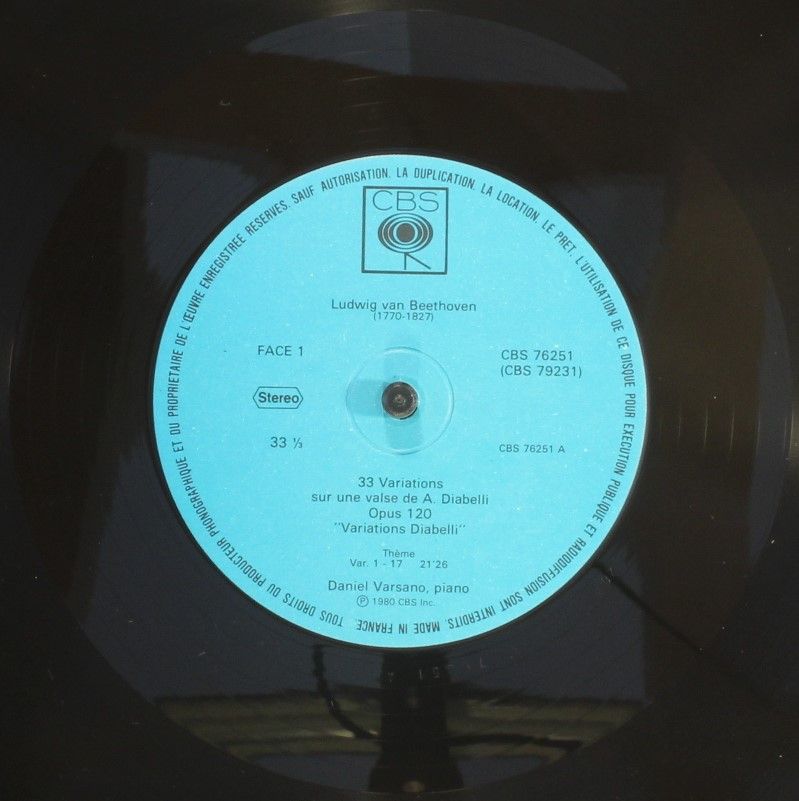 TOUS DROITS DU PRODUCTEUR PHONOGRAPHIQUE ET DU PROPRIETAIRE DE L'ŒUVRE ENREGISTREE RESERVES. SAUF AUTORISATION, LA DUPLICATION, LA LOCATION, LE PRET, L'UTILISATION DE CE DISQUE POUR EXECUTION PUBLIQUE ET RADIODIFFUSION SONT INTERDITS. MADE IN FRANCE.
CBS
Ludwig van Beethoven
(1770-1827)
FACE 1
CBS 76251
(CBS 79231)
Stereo
33 ⅓
CBS 76251 A
33 Variations
sur une valse de A. Diabelli
Opus 120
"Variations Diabelli"
Thème
Var. 1 - 17 21'26
Daniel Varsano, piano
Ⓟ 1980 CBS Inc.